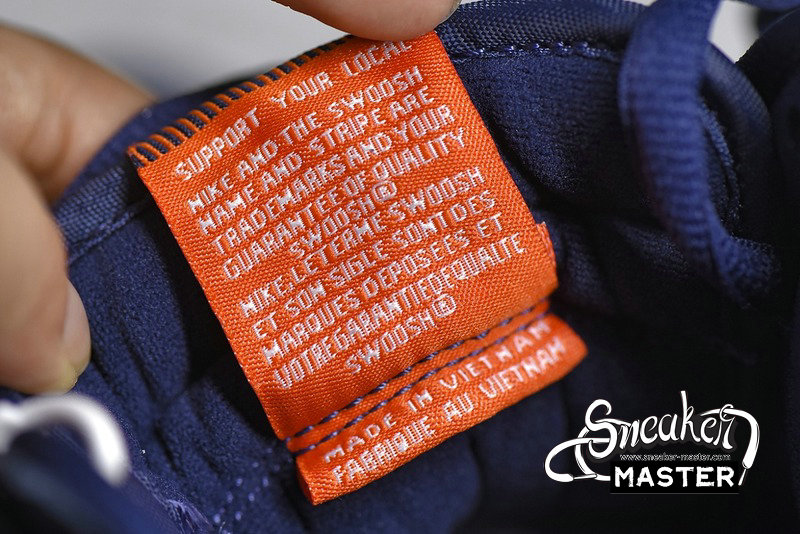 SUPPORT YOUR LOCAL
NIKE AND THE SWOOSH
NAME AND STRIPE ARE
TRADEMARKS AND YOUR
GUARANTEE OF QUALITY
SWOOSH®
NIKE. LE TERME SWOOSH
ET SON SIGLE SONT DES
MARQUES DEPOSEES ET
VOTRE GARANTIE DE QUALITE
SWOOSH®
MADE IN VIETNAM
FABRIQUE AU VIETNAM
Sneaker
www.sneaker-master.com
MASTER